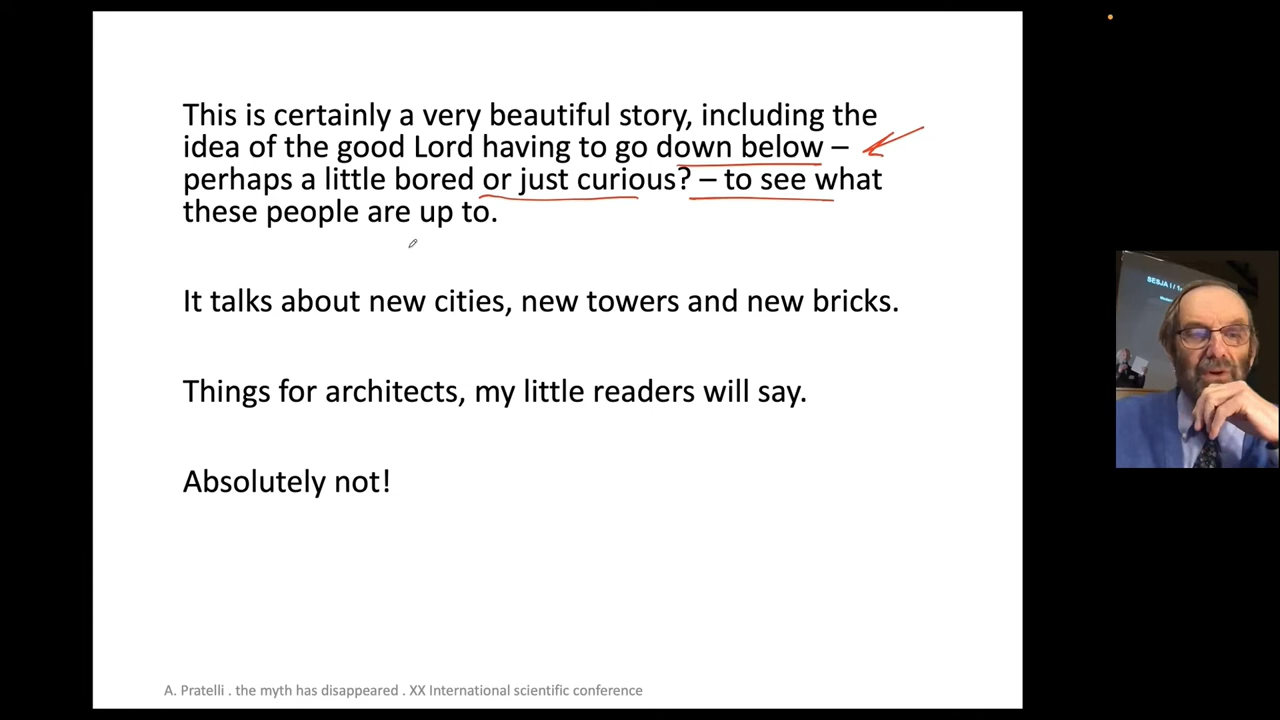 This is certainly a very beautiful story, including the
idea of the good Lord having to go down below –
perhaps a little bored or just curious? – to see what
these people are up to.
It talks about new cities, new towers and new bricks.
Things for architects, my little readers will say.
Absolutely not!
A. Pratelli . the myth has disappeared . XX International scientific conference
SESJA I / 1